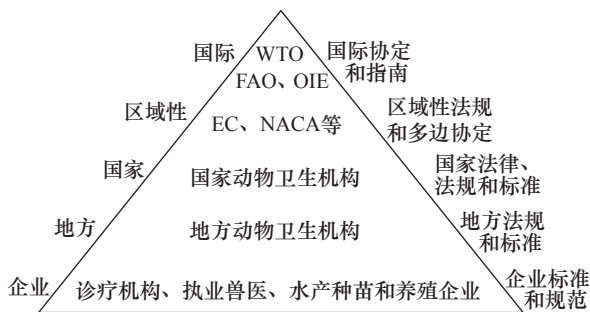 国际 WTO 国际协定
FAO、OIE 和指南
区域性 EC、NACA等 区域性法规
和多边协定
国家 国家动物卫生机构 国家法律、
法规和标准
地方 地方动物卫生机构 地方法规
和标准
企业 诊疗机构、执业兽医、水产种苗和养殖企业 企业标准
和规范